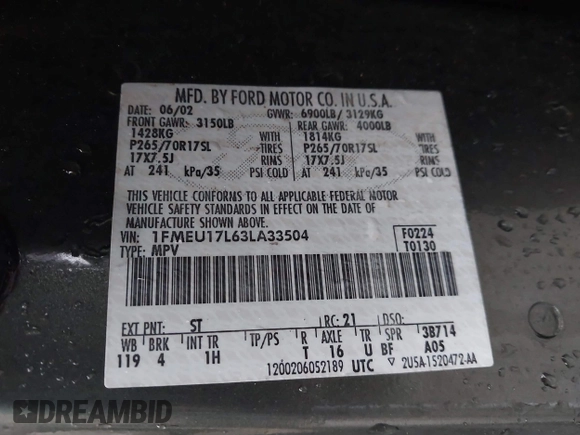 MFD. BY FORD MOTOR CO. IN U.S.A.
DATE: 06/02 GVWR: 6900LB/ 3129KG
FRONT GAWR: 3150LB REAR GAWR: 4000LB
1428KG WITH 1814KG WITH
P265/70R17SL TIRES P265/70R17SL TIRES
17X7.5J RIMS 17X7.5J RIMS
AT 241 kPa/35 PSI COLD AT 241 kPa/35 PSI COLD
THIS VEHICLE CONFORMS TO ALL APPLICABLE FEDERAL MOTOR
VEHICLE SAFETY STANDARDS IN EFFECT ON THE DATE OF
MANUFACTURE SHOWN ABOVE.
VIN: 1FMEU17L63LA33504 F0224
TYPE: MPV T0130
EXT PNT: ST RC: 21 DSO:
WB BRK INT TR TP/PS R AXLE TR SPR 3B714
119 4 1H T 16 U BF A05
1200206052189 UTC ▽ 2U5A-1520472-AA
DREAMBID